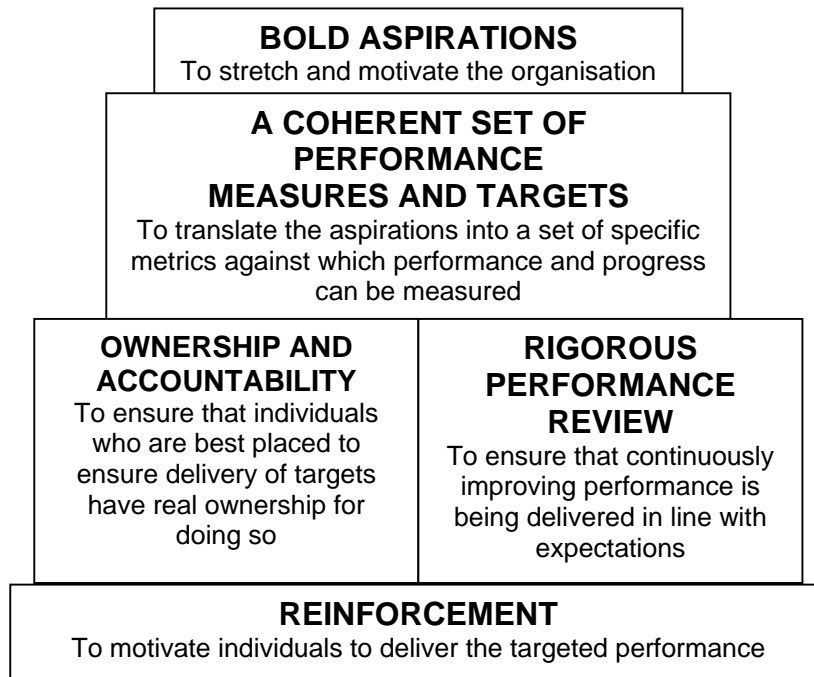 BOLD ASPIRATIONS
To stretch and motivate the organisation
A COHERENT SET OF
PERFORMANCE
MEASURES AND TARGETS
To translate the aspirations into a set of specific
metrics against which performance and progress
can be measured
OWNERSHIP AND
ACCOUNTABILITY
To ensure that individuals
who are best placed to
ensure delivery of targets
have real ownership for
doing so
RIGOROUS
PERFORMANCE
REVIEW
To ensure that continuously
improving performance is
being delivered in line with
expectations
REINFORCEMENT
To motivate individuals to deliver the targeted performance